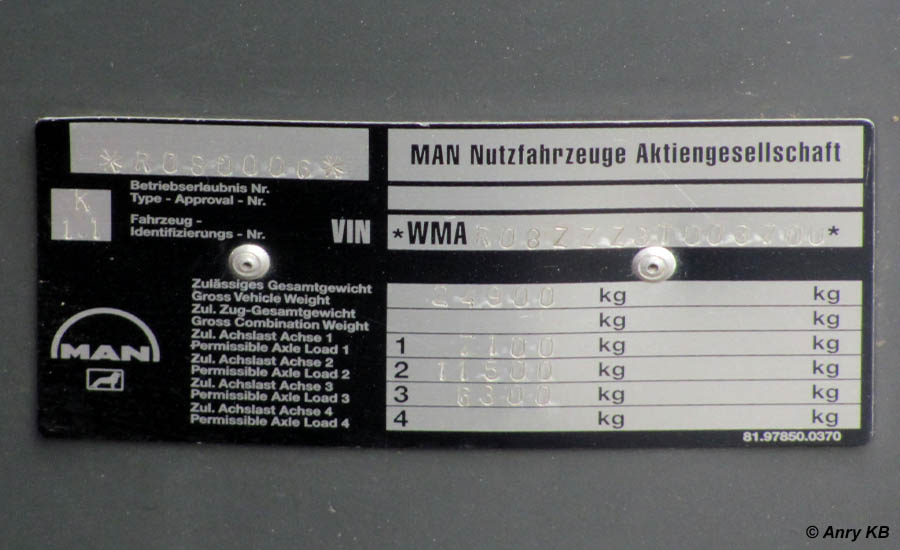 *R080006*
MAN Nutzfahrzeuge Aktiengesellschaft
Betriebserlaubnis Nr.
Type - Approval - Nr.
K
11
Fahrzeug -
Identifizierungs - Nr.
VIN
*WMA
Zulässiges Gesamtgewicht
Gross Vehicle Weight
24900 kg kg
Zul. Zug-Gesamtgewicht
Gross Combination Weight
kg kg
Zul. Achslast Achse 1
Permissible Axle Load 1
1 7100 kg kg
Zul. Achslast Achse 2
Permissible Axle Load 2
2 11500 kg kg
Zul. Achslast Achse 3
Permissible Axle Load 3
3 6300 kg kg
Zul. Achslast Achse 4
Permissible Axle Load 4
4 kg kg
MAN
81.97850.0370
© Anry KB